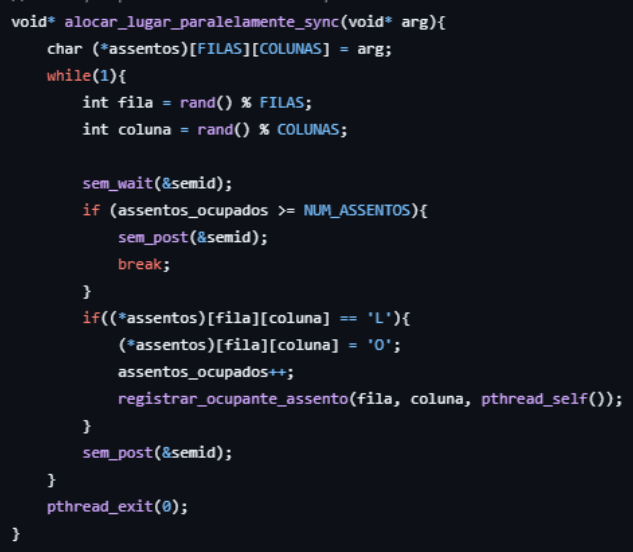 void* alocar_lugar_paralelamente_sync(void* arg){
    char (*assentos)[FILAS][COLUNAS] = arg;
    while(1){
        int fila = rand() % FILAS;
        int coluna = rand() % COLUNAS;

        sem_wait(&semid);
        if (assentos_ocupados >= NUM_ASSENTOS){
            sem_post(&semid);
            break;
        }
        if((*assentos)[fila][coluna] == 'L'){
            (*assentos)[fila][coluna] = 'O';
            assentos_ocupados++;
            registrar_ocupante_assento(fila, coluna, pthread_self());
        }
        sem_post(&semid);
    }
    pthread_exit(0);
}